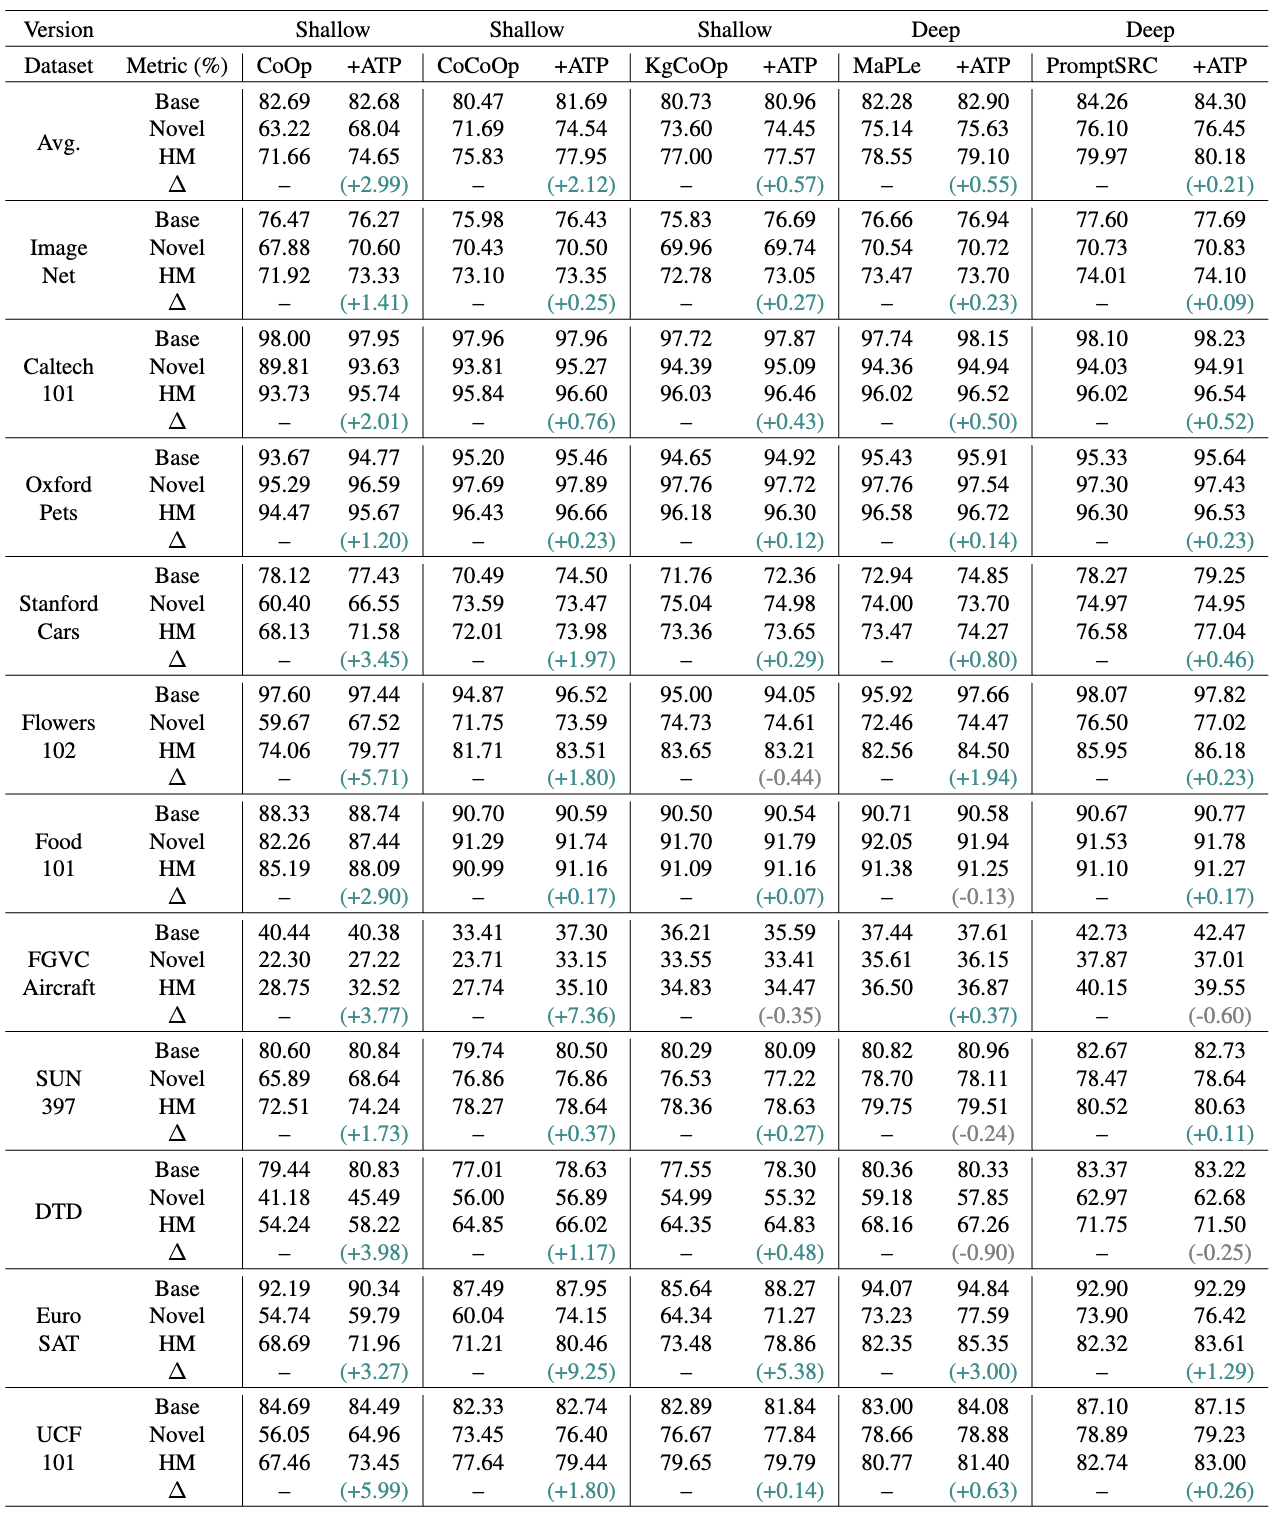 Version Shallow Shallow Shallow Deep Deep
Dataset Metric (%) CoOp +ATP CoCoOp +ATP KgCoOp +ATP MaPLe +ATP PromptSRC +ATP
Base 82.69 82.68 80.47 81.69 80.73 80.96 82.28 82.90 84.26 84.30
Avg. Novel 63.22 68.04 71.69 74.54 73.60 74.45 75.14 75.63 76.10 76.45
HM 71.66 74.65 75.83 77.95 77.00 77.57 78.55 79.10 79.97 80.18
Δ – (+2.99) – (+2.12) – (+0.57) – (+0.55) – (+0.21)
Base 76.47 76.27 75.98 76.43 75.83 76.69 76.66 76.94 77.60 77.69
Image Novel 67.88 70.60 70.43 70.50 69.96 69.74 70.54 70.72 70.73 70.83
Net HM 71.92 73.33 73.10 73.35 72.78 73.05 73.47 73.70 74.01 74.10
Δ – (+1.41) – (+0.25) – (+0.27) – (+0.23) – (+0.09)
Base 98.00 97.95 97.96 97.96 97.72 97.87 97.74 98.15 98.10 98.23
Caltech Novel 89.81 93.63 93.81 95.27 94.39 95.09 94.36 94.94 94.03 94.91
101 HM 93.73 95.74 95.84 96.60 96.03 96.46 96.02 96.52 96.02 96.54
Δ – (+2.01) – (+0.76) – (+0.43) – (+0.50) – (+0.52)
Base 93.67 94.77 95.20 95.46 94.65 94.92 95.43 95.91 95.33 95.64
Oxford Novel 95.29 96.59 97.69 97.89 97.76 97.72 97.76 97.54 97.30 97.43
Pets HM 94.47 95.67 96.43 96.66 96.18 96.30 96.58 96.72 96.30 96.53
Δ – (+1.20) – (+0.23) – (+0.12) – (+0.14) – (+0.23)
Base 78.12 77.43 70.49 74.50 71.76 72.36 72.94 74.85 78.27 79.25
Stanford Novel 60.40 66.55 73.59 73.47 75.04 74.98 74.00 73.70 74.97 74.95
Cars HM 68.13 71.58 72.01 73.98 73.36 73.65 73.47 74.27 76.58 77.04
Δ – (+3.45) – (+1.97) – (+0.29) – (+0.80) – (+0.46)
Base 97.60 97.44 94.87 96.52 95.00 94.05 95.92 97.66 98.07 97.82
Flowers Novel 59.67 67.52 71.75 73.59 74.73 74.61 72.46 74.47 76.50 77.02
102 HM 74.06 79.77 81.71 83.51 83.65 83.21 82.56 84.50 85.95 86.18
Δ – (+5.71) – (+1.80) – (-0.44) – (+1.94) – (+0.23)
Base 88.33 88.74 90.70 90.59 90.50 90.54 90.71 90.58 90.67 90.77
Food Novel 82.26 87.44 91.29 91.74 91.70 91.79 92.05 91.94 91.53 91.78
101 HM 85.19 88.09 90.99 91.16 91.09 91.16 91.38 91.25 91.10 91.27
Δ – (+2.90) – (+0.17) – (+0.07) (-0.13) – (+0.17)
Base 40.44 40.38 33.41 37.30 36.21 35.59 37.44 37.61 42.73 42.47
FGVC Novel 22.30 27.22 23.71 33.15 33.55 33.41 35.61 36.15 37.87 37.01
Aircraft HM 28.75 32.52 27.74 35.10 34.83 34.47 36.50 36.87 40.15 39.55
Δ – (+3.77) – (+7.36) – (-0.35) (+0.37) – (-0.60)
Base 80.60 80.84 79.74 80.50 80.29 80.09 80.82 80.96 82.67 82.73
SUN Novel 65.89 68.64 76.86 76.86 76.53 77.22 78.70 78.11 78.47 78.64
397 HM 72.51 74.24 78.27 78.64 78.36 78.63 79.75 79.51 80.52 80.63
Δ – (+1.73) – (+0.37) – (+0.27) – (-0.24) – (+0.11)
Base 79.44 80.83 77.01 78.63 77.55 78.30 80.36 80.33 83.37 83.22
DTD Novel 41.18 45.49 56.00 56.89 54.99 55.32 59.18 57.85 62.97 62.68
HM 54.24 58.22 64.85 66.02 64.35 64.83 68.16 67.26 71.75 71.50
Δ – (+3.98) – (+1.17) – (+0.48) – (-0.90) – (-0.25)
Base 92.19 90.34 87.49 87.95 85.64 88.27 94.07 94.84 92.90 92.29
Euro Novel 54.74 59.79 60.04 74.15 64.34 71.27 73.23 77.59 73.90 76.42
SAT HM 68.69 71.96 71.21 80.46 73.48 78.86 82.35 85.35 82.32 83.61
Δ – (+3.27) – (+9.25) – (+5.38) – (+3.00) – (+1.29)
Base 84.69 84.49 82.33 82.74 82.89 81.84 83.00 84.08 87.10 87.15
UCF Novel 56.05 64.96 73.45 76.40 76.67 77.84 78.66 78.88 78.89 79.23
101 HM 67.46 73.45 77.64 79.44 79.65 79.79 80.77 81.40 82.74 83.00
Δ – (+5.99) – (+1.80) – (+0.14) – (+0.63) – (+0.26)